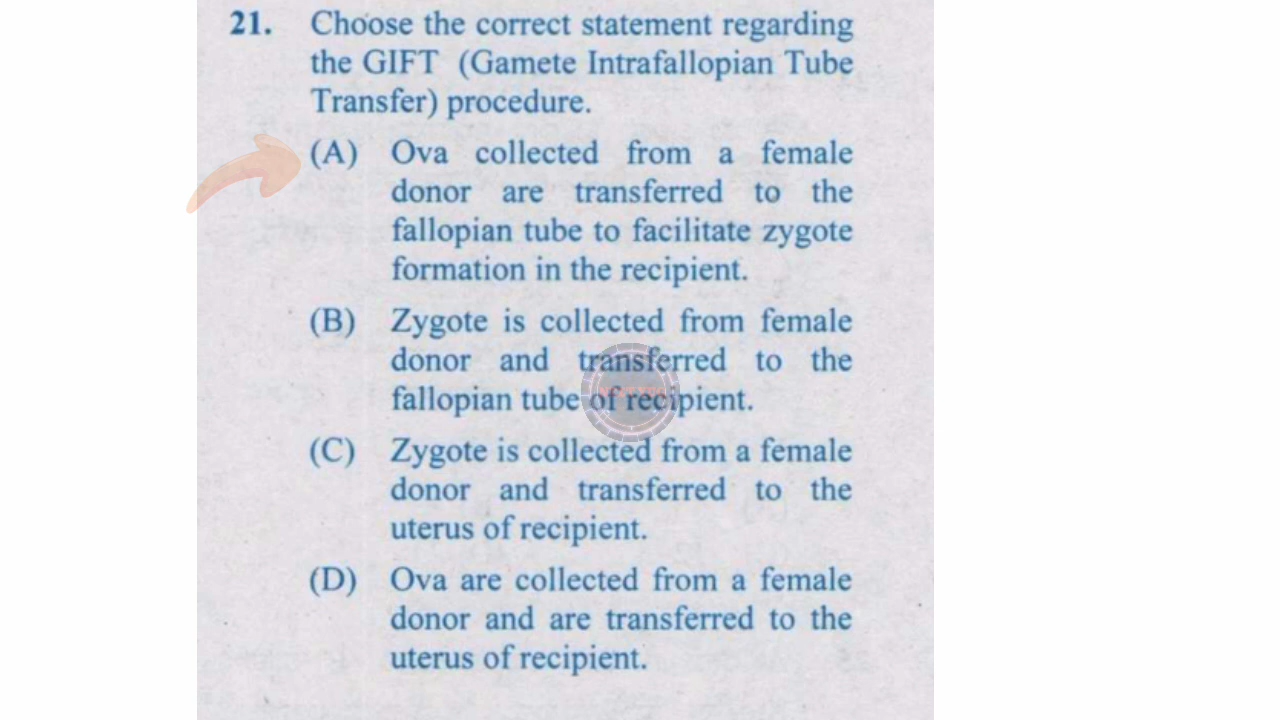 21. Choose the correct statement regarding
the GIFT (Gamete Intrafallopian Tube
Transfer) procedure.
(A) Ova collected from a female
donor are transferred to the
fallopian tube to facilitate zygote
formation in the recipient.
(B) Zygote is collected from female
donor and transferred to the
fallopian tube of recipient.
(C) Zygote is collected from a female
donor and transferred to the
uterus of recipient.
(D) Ova are collected from a female
donor and are transferred to the
uterus of recipient.